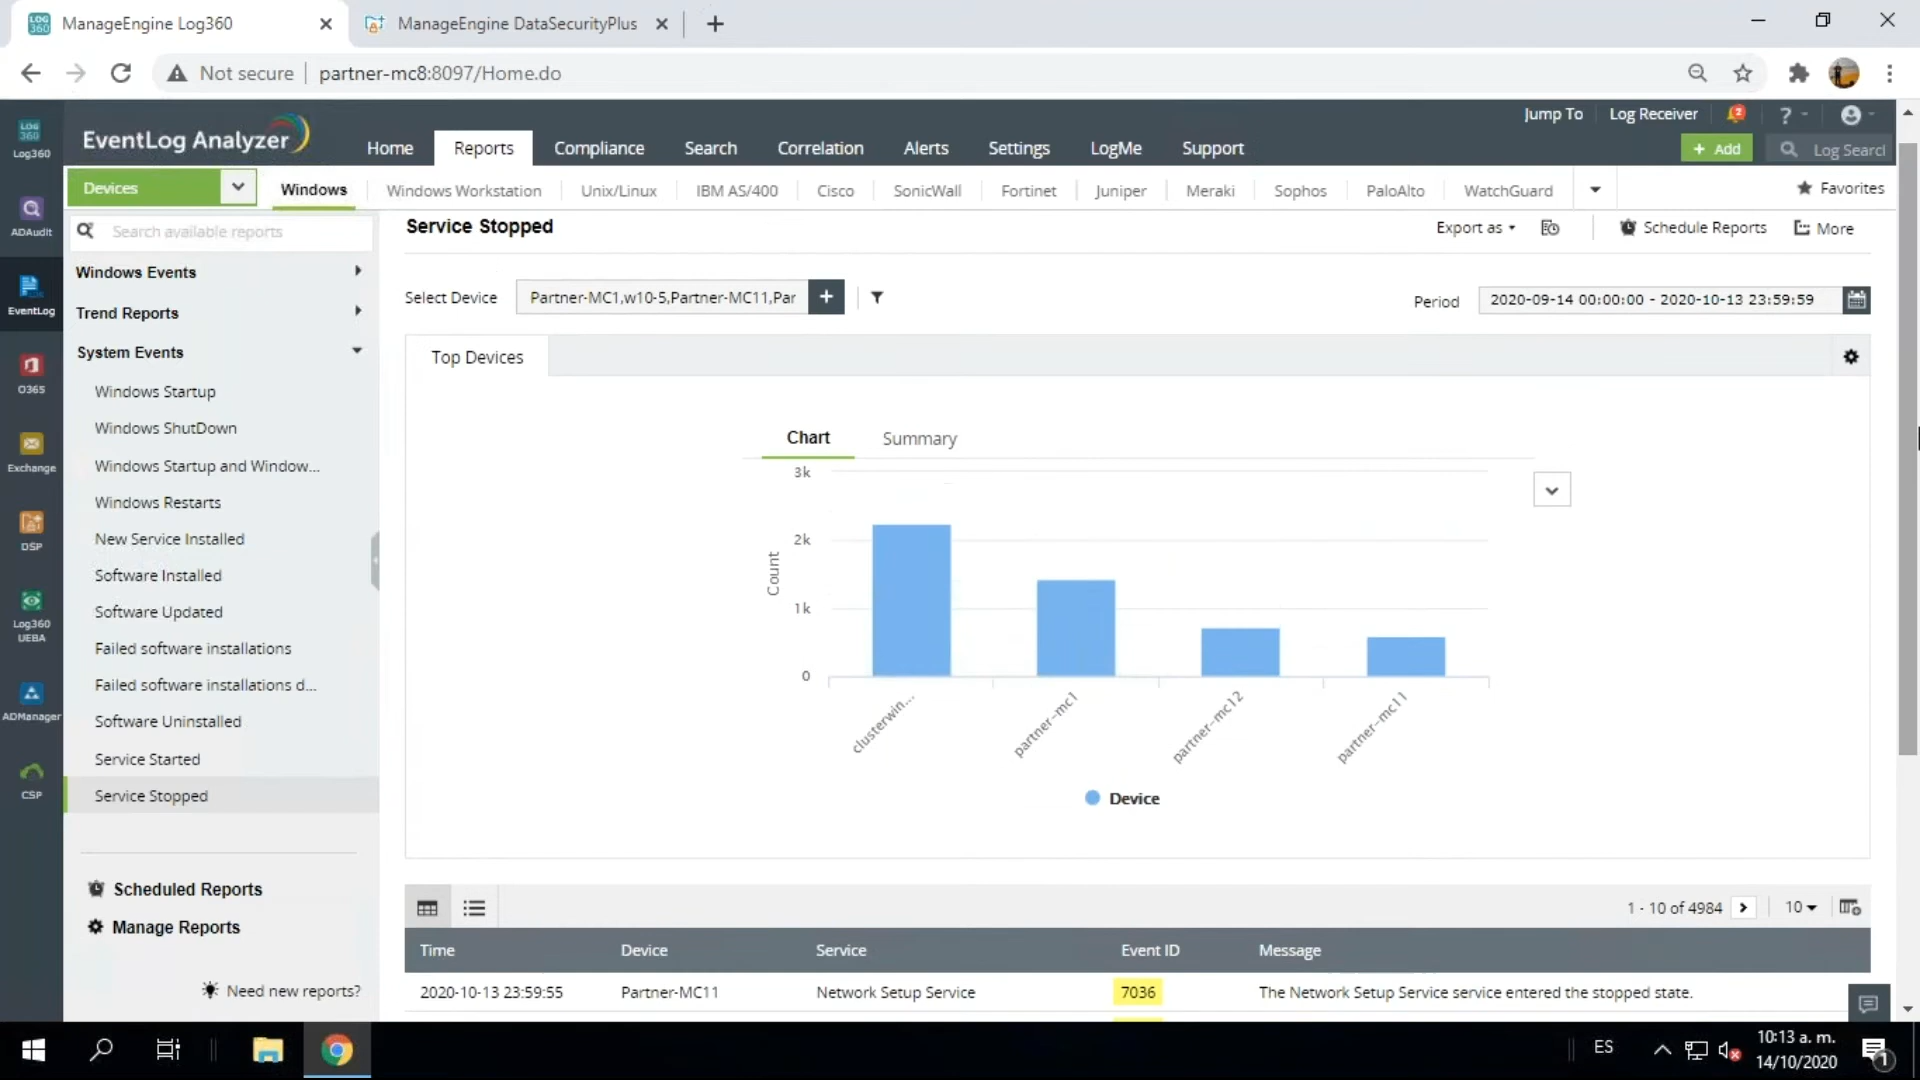 ManageEngine Log360
ManageEngine DataSecurityPlus
Not secure
partner-mc8:8097/Home.do
Jump To
Log Receiver
2
?
LOG 360
Log360
EventLog Analyzer
Home
Reports
Compliance
Search
Correlation
Alerts
Settings
LogMe
Support
+ Add
Log Searcl
Devices
Windows
Windows Workstation
Unix/Linux
IBM AS/400
Cisco
SonicWall
Fortinet
Juniper
Meraki
Sophos
PaloAlto
WatchGuard
Favorites
ADAudit
EventLog
O365
Exchange
DSP
Log360
UEBA
ADManager
CSP
Search available reports
Windows Events
Trend Reports
System Events
Windows Startup
Windows ShutDown
Windows Startup and Window...
Windows Restarts
New Service Installed
Software Installed
Software Updated
Failed software installations
Failed software installations d...
Software Uninstalled
Service Started
Service Stopped
Scheduled Reports
Manage Reports
Need new reports?
Service Stopped
Export as
Schedule Reports
More
Select Device
Partner-MC1,w10-5,Partner-MC11,Par
+
Period
2020-09-14 00:00:00 - 2020-10-13 23:59:59
Top Devices
Chart
Summary
3k
2k
1k
0
Count
clusterwin...
partner-mc1
partner-mc12
partner-mc11
Device
1 - 10 of 4984
10
Time
Device
Service
Event ID
Message
2020-10-13 23:59:55
Partner-MC11
Network Setup Service
7036
The Network Setup Service service entered the stopped state.
ES
10:13 a. m.
14/10/2020
1